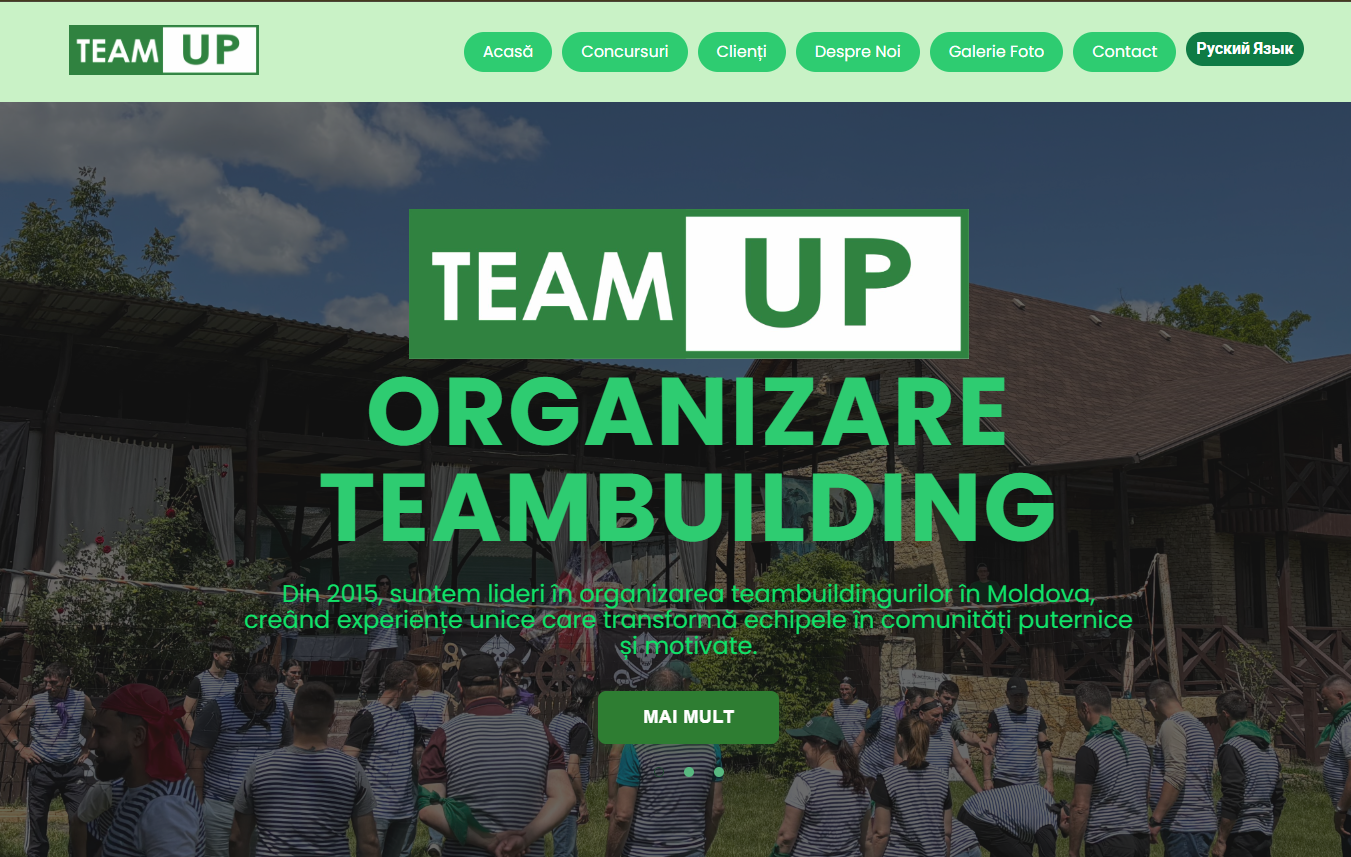 TEAM UP
Acasă
Concursuri
Clienți
Despre Noi
Galerie Foto
Contact
Руский Язык
TEAM UP
ORGANIZARE
TEAMBUILDING
Din 2015, suntem lideri în organizarea teambuildingurilor în Moldova,
creând experiențe unice care transformă echipele în comunități puternice
și motivate.
MAI MULT